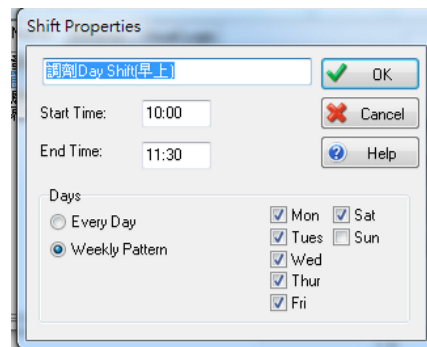 Shift Properties
調劑Day Shift(早上)
OK
Start Time: 10:00
Cancel
End Time: 11:30
Help
Days
Every Day
Weekly Pattern
Mon Sat
Tues Sun
Wed
Thur
Fri